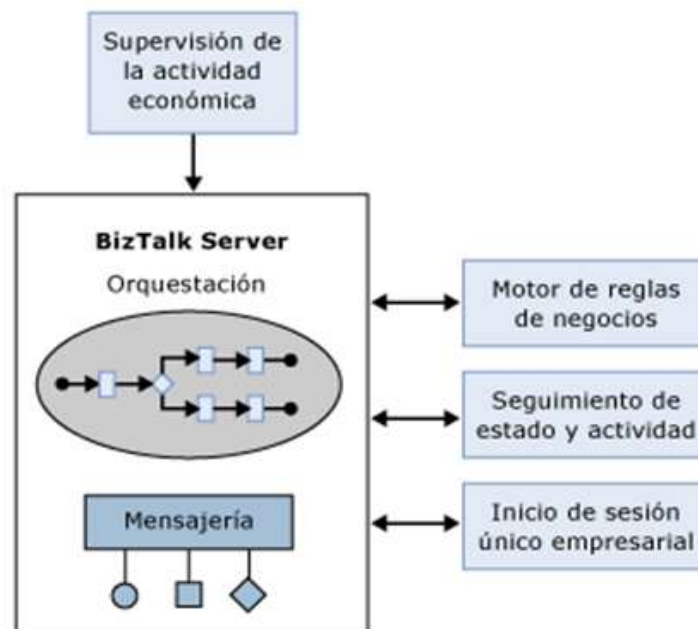 Supervisión de
la actividad
económica
BizTalk Server
Orquestación
Motor de reglas
de negocios
Seguimiento de
estado y actividad
Mensajería
Inicio de sesión
único empresarial